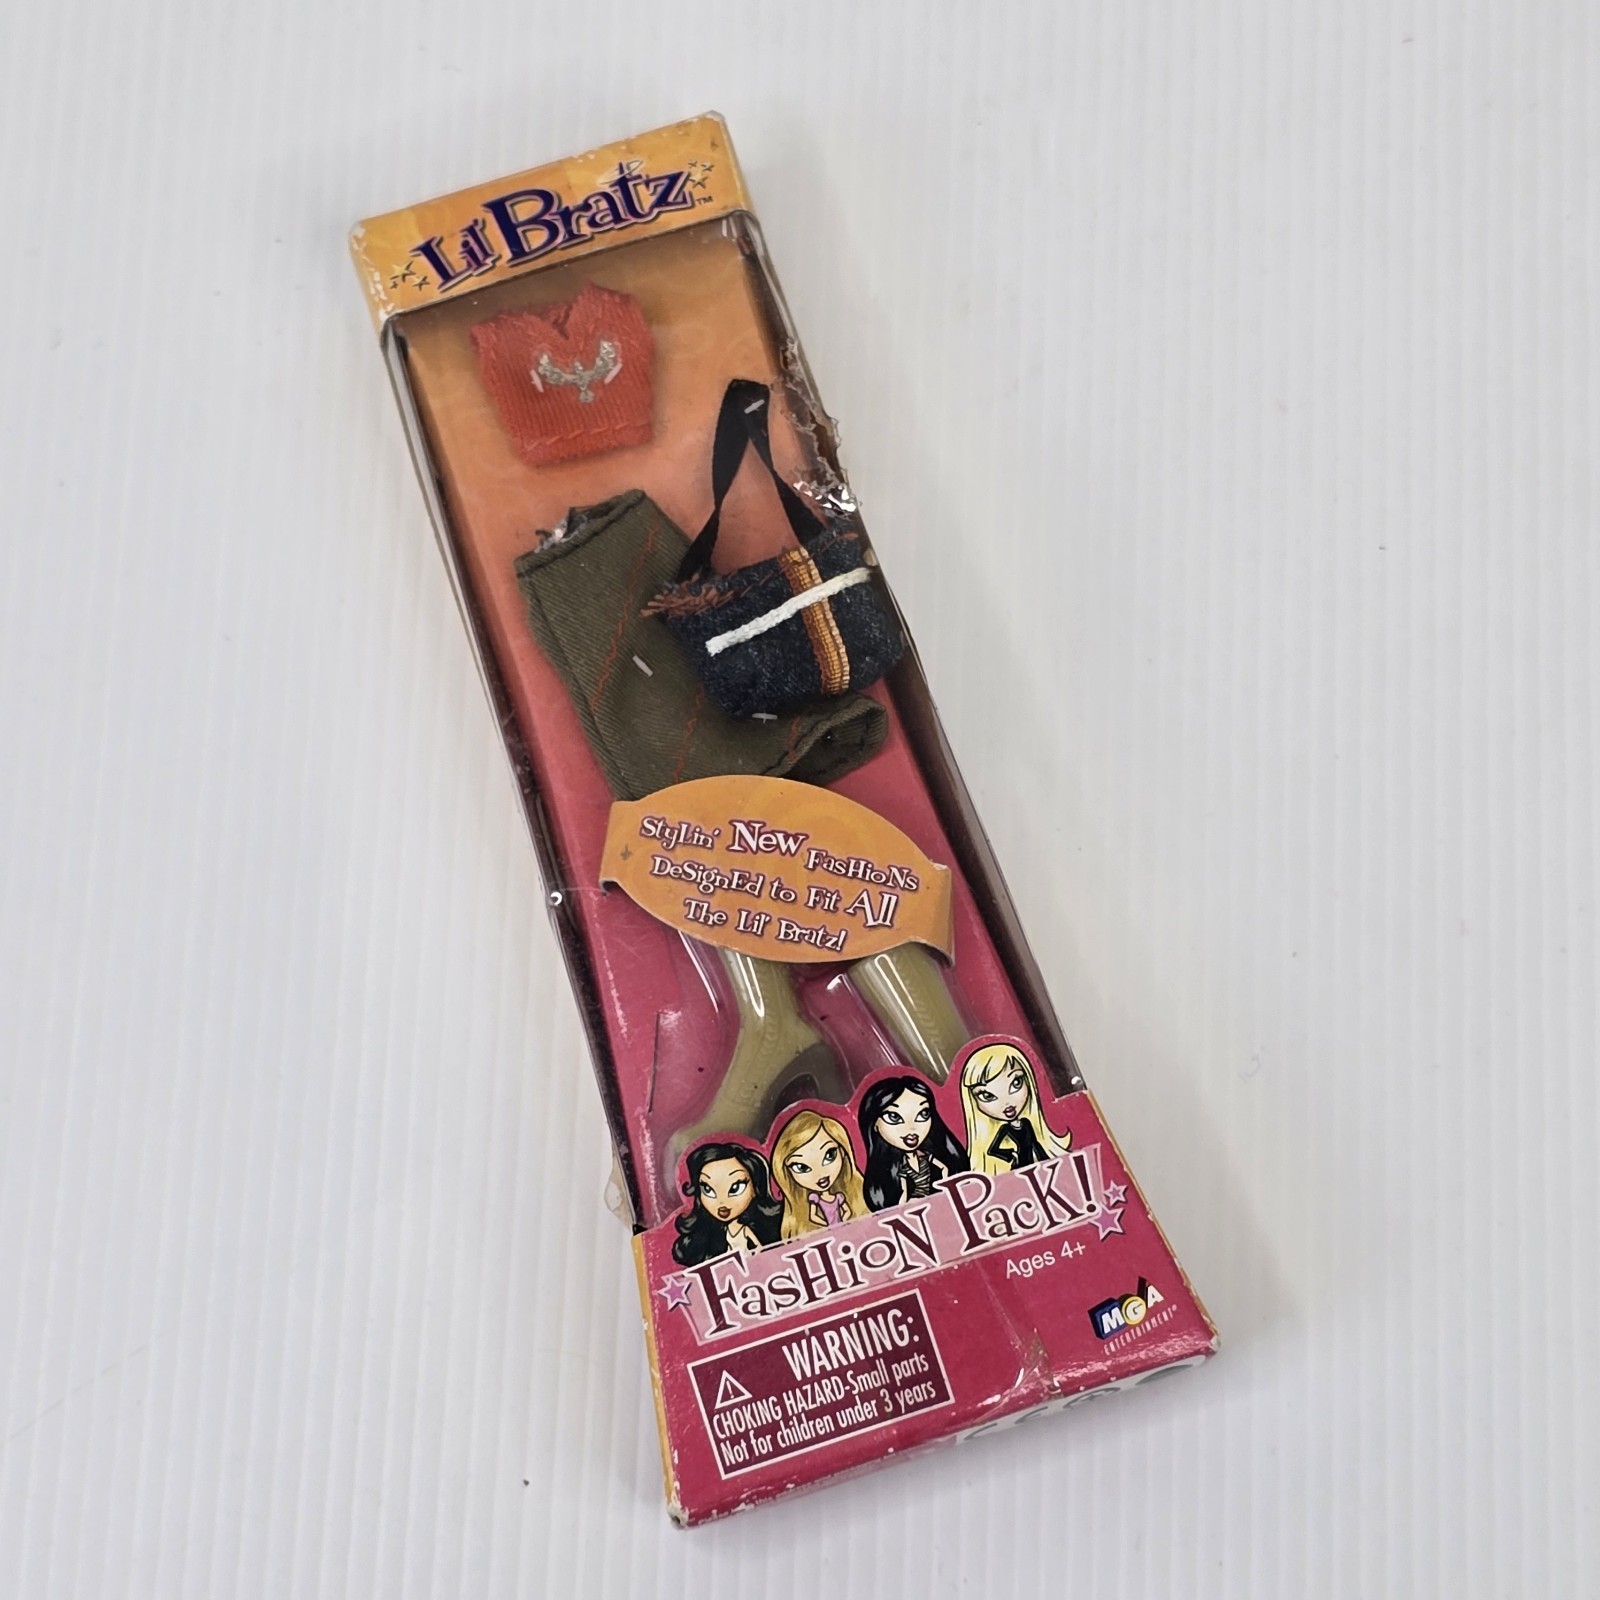 Lil' Bratz™
StyLin' New FasHioNs
DeSignEd to Fit All
The Lil' Bratz!
FasHioN PacK!
Ages 4+
MGA
ENTERTAINMENT®
WARNING:
CHOKING HAZARD-Small parts
Not for children under 3 years